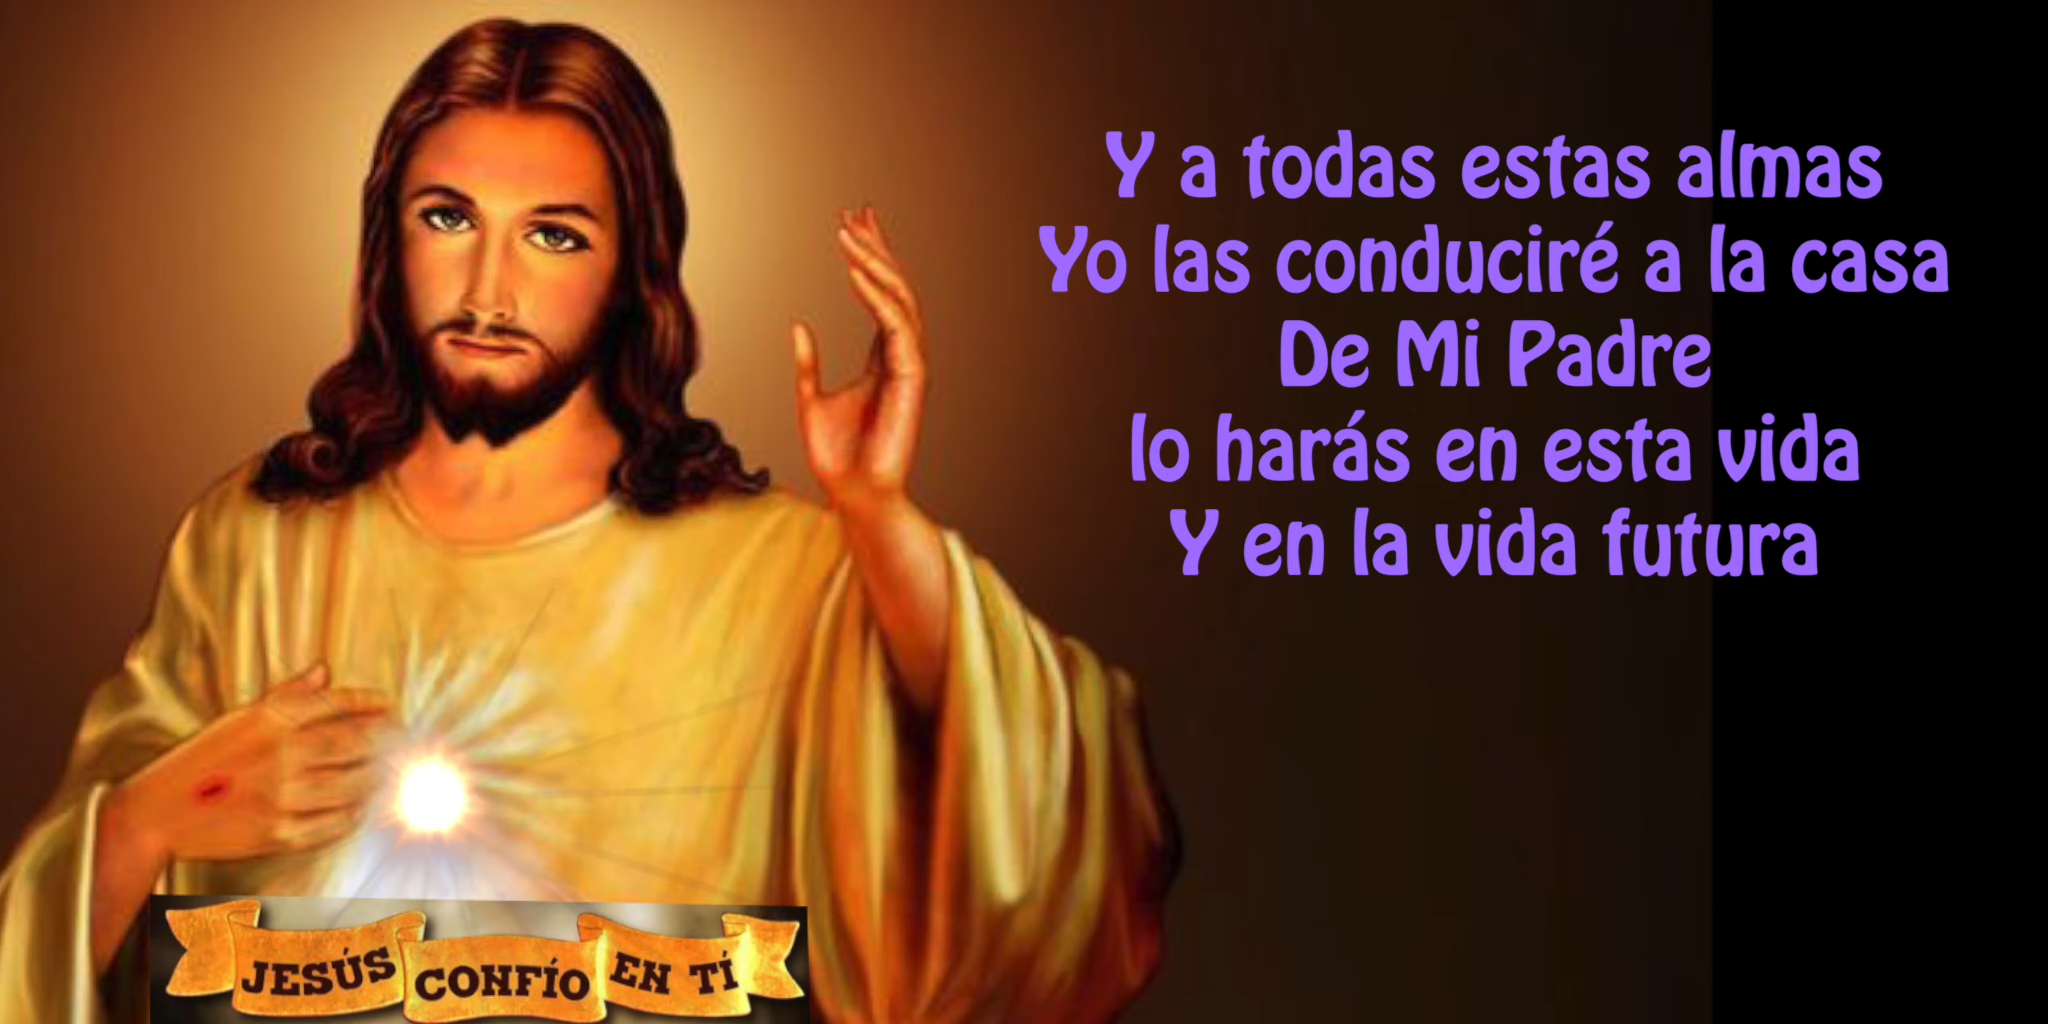 Y a todas estas almas
Yo las conduciré a la casa
De Mi Padre
lo harás en esta vida
Y en la vida futura
JESÚS CONFÍO EN TÍ